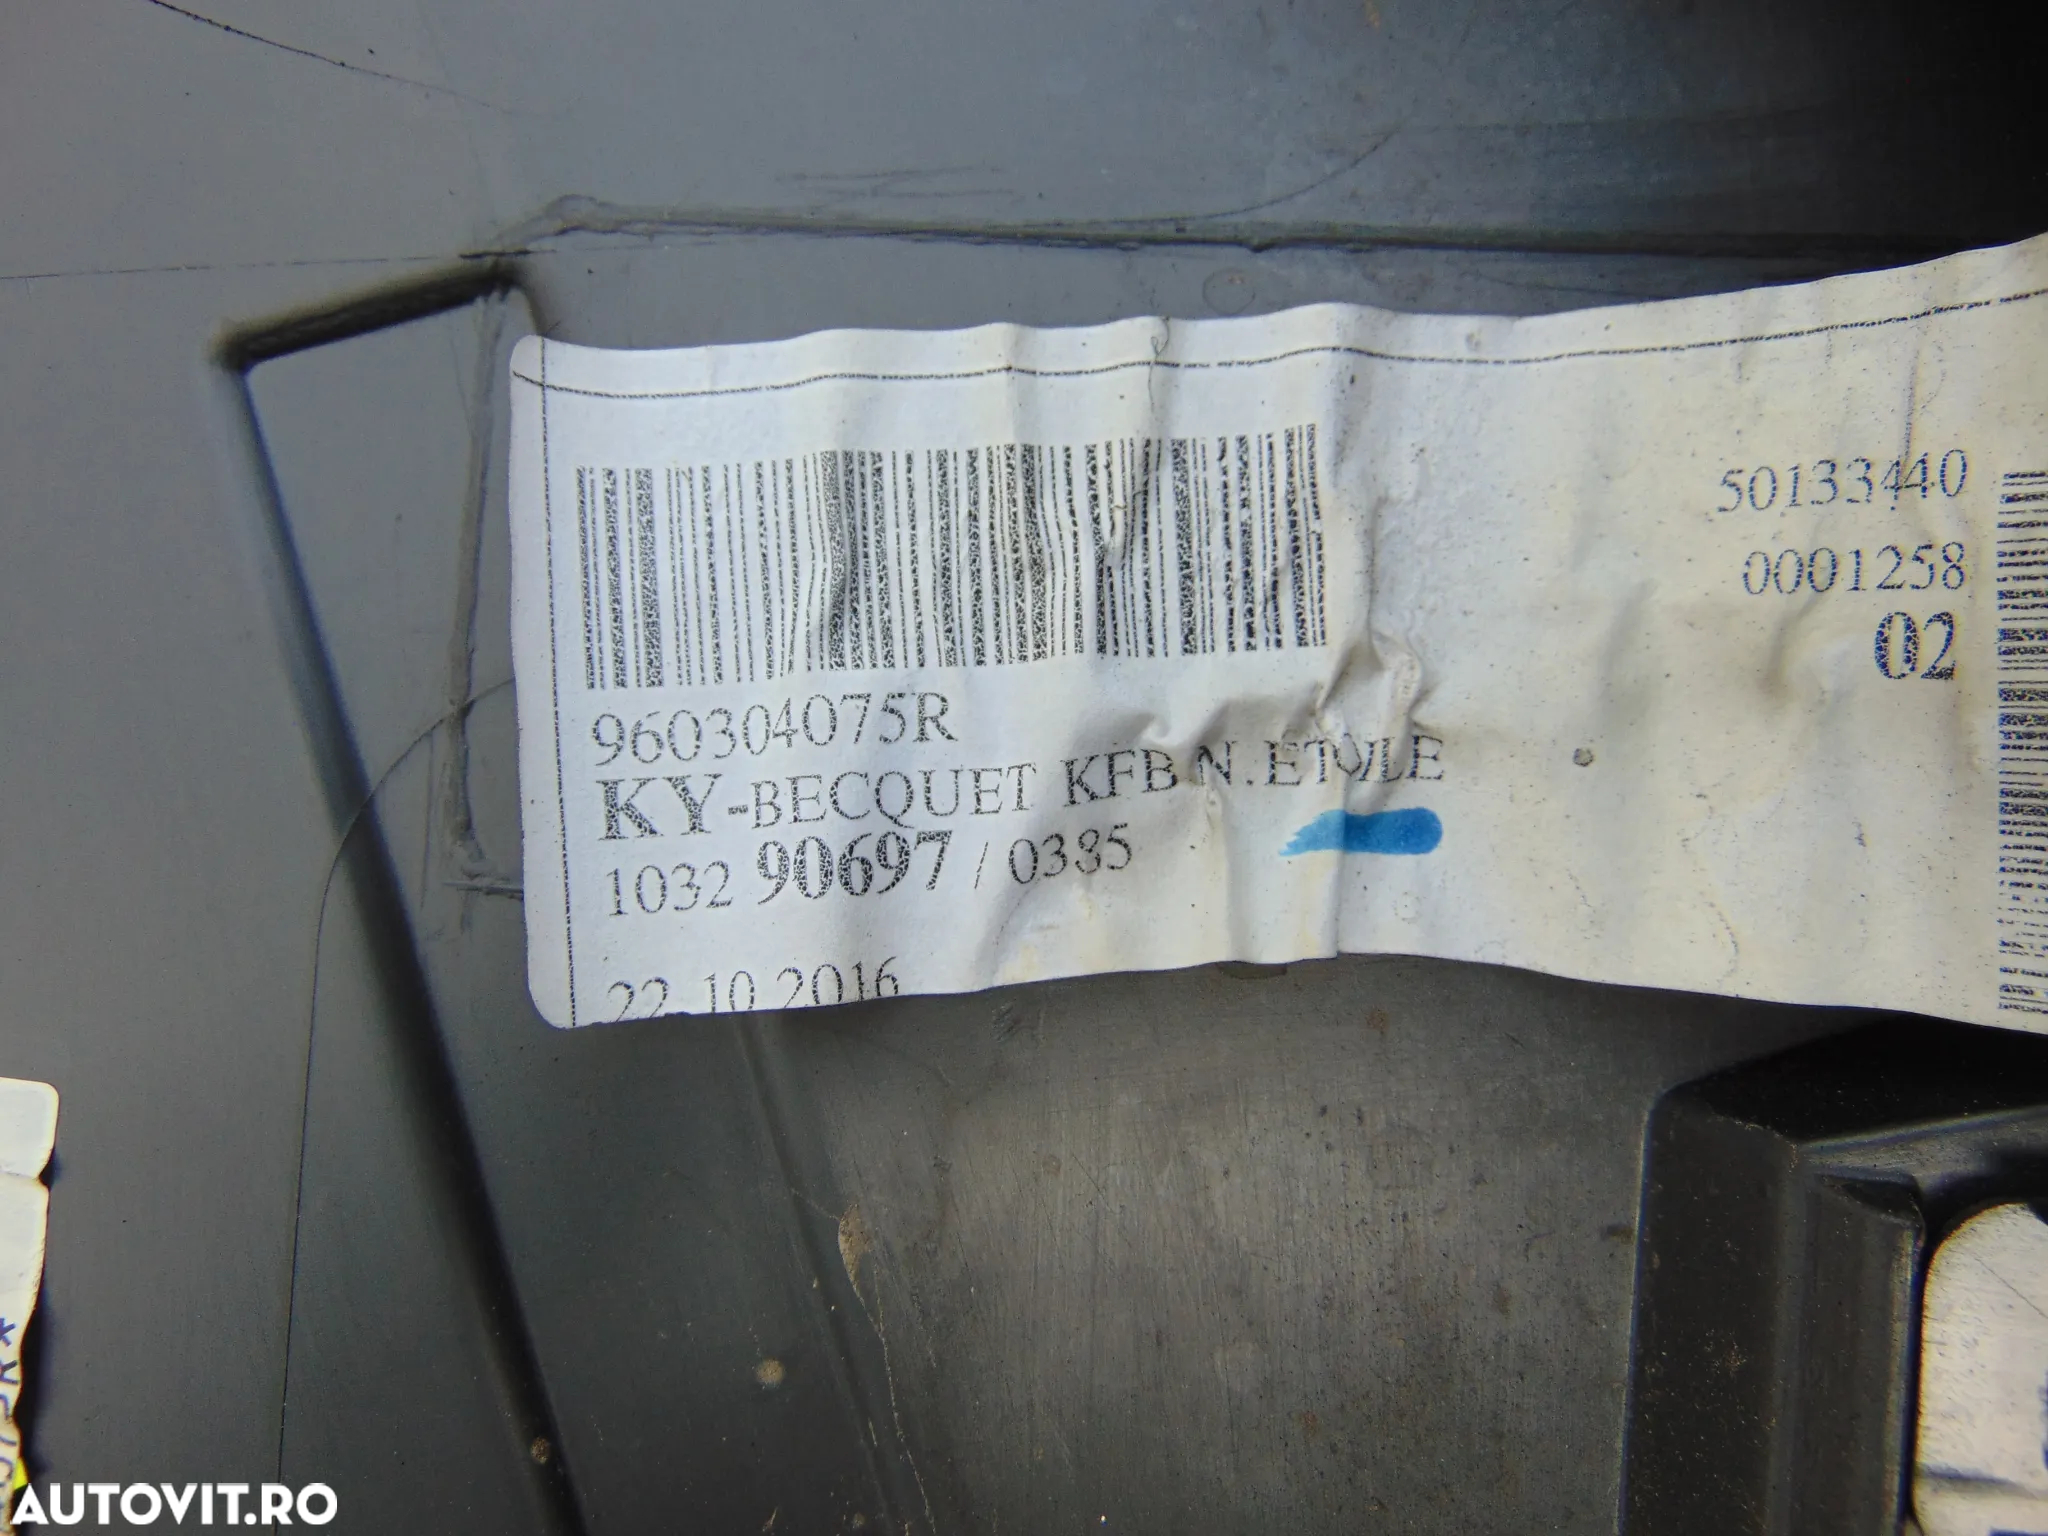 50133440
0001258
02
960304075R
KY-BECQUET KFB N.ETOILE
1032 90697 / 0385
22.10.2016
AUTOVIT.RO